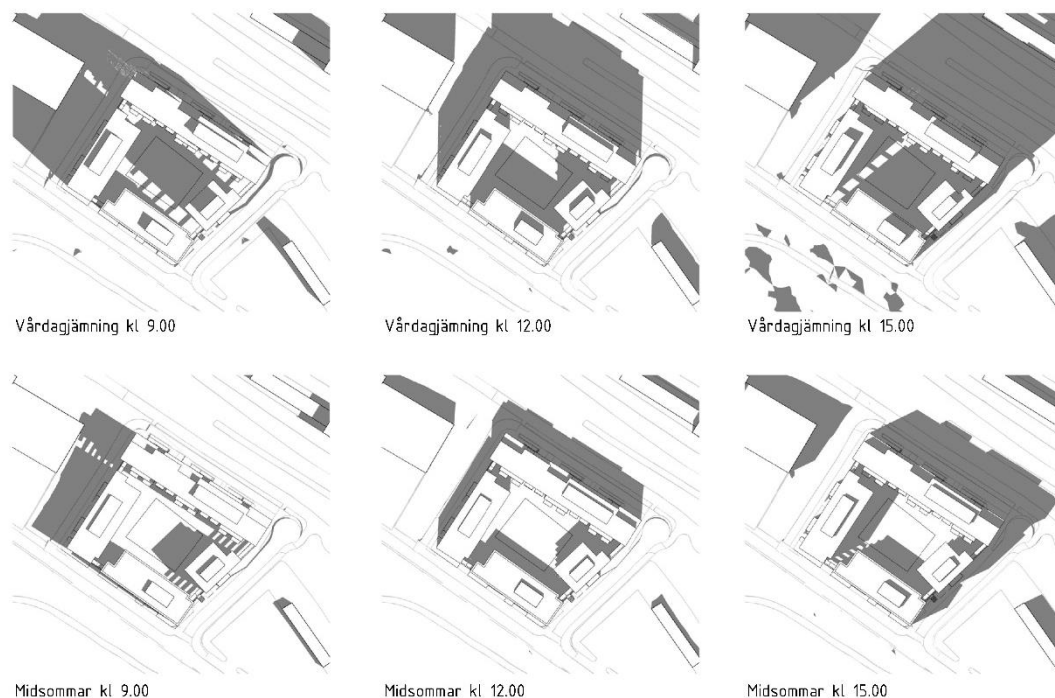 Vårdagjämning kl 9.00
Vårdagjämning kl 12.00
Vårdagjämning kl 15.00
Midsommar kl 9.00
Midsommar kl 12.00
Midsommar kl 15.00